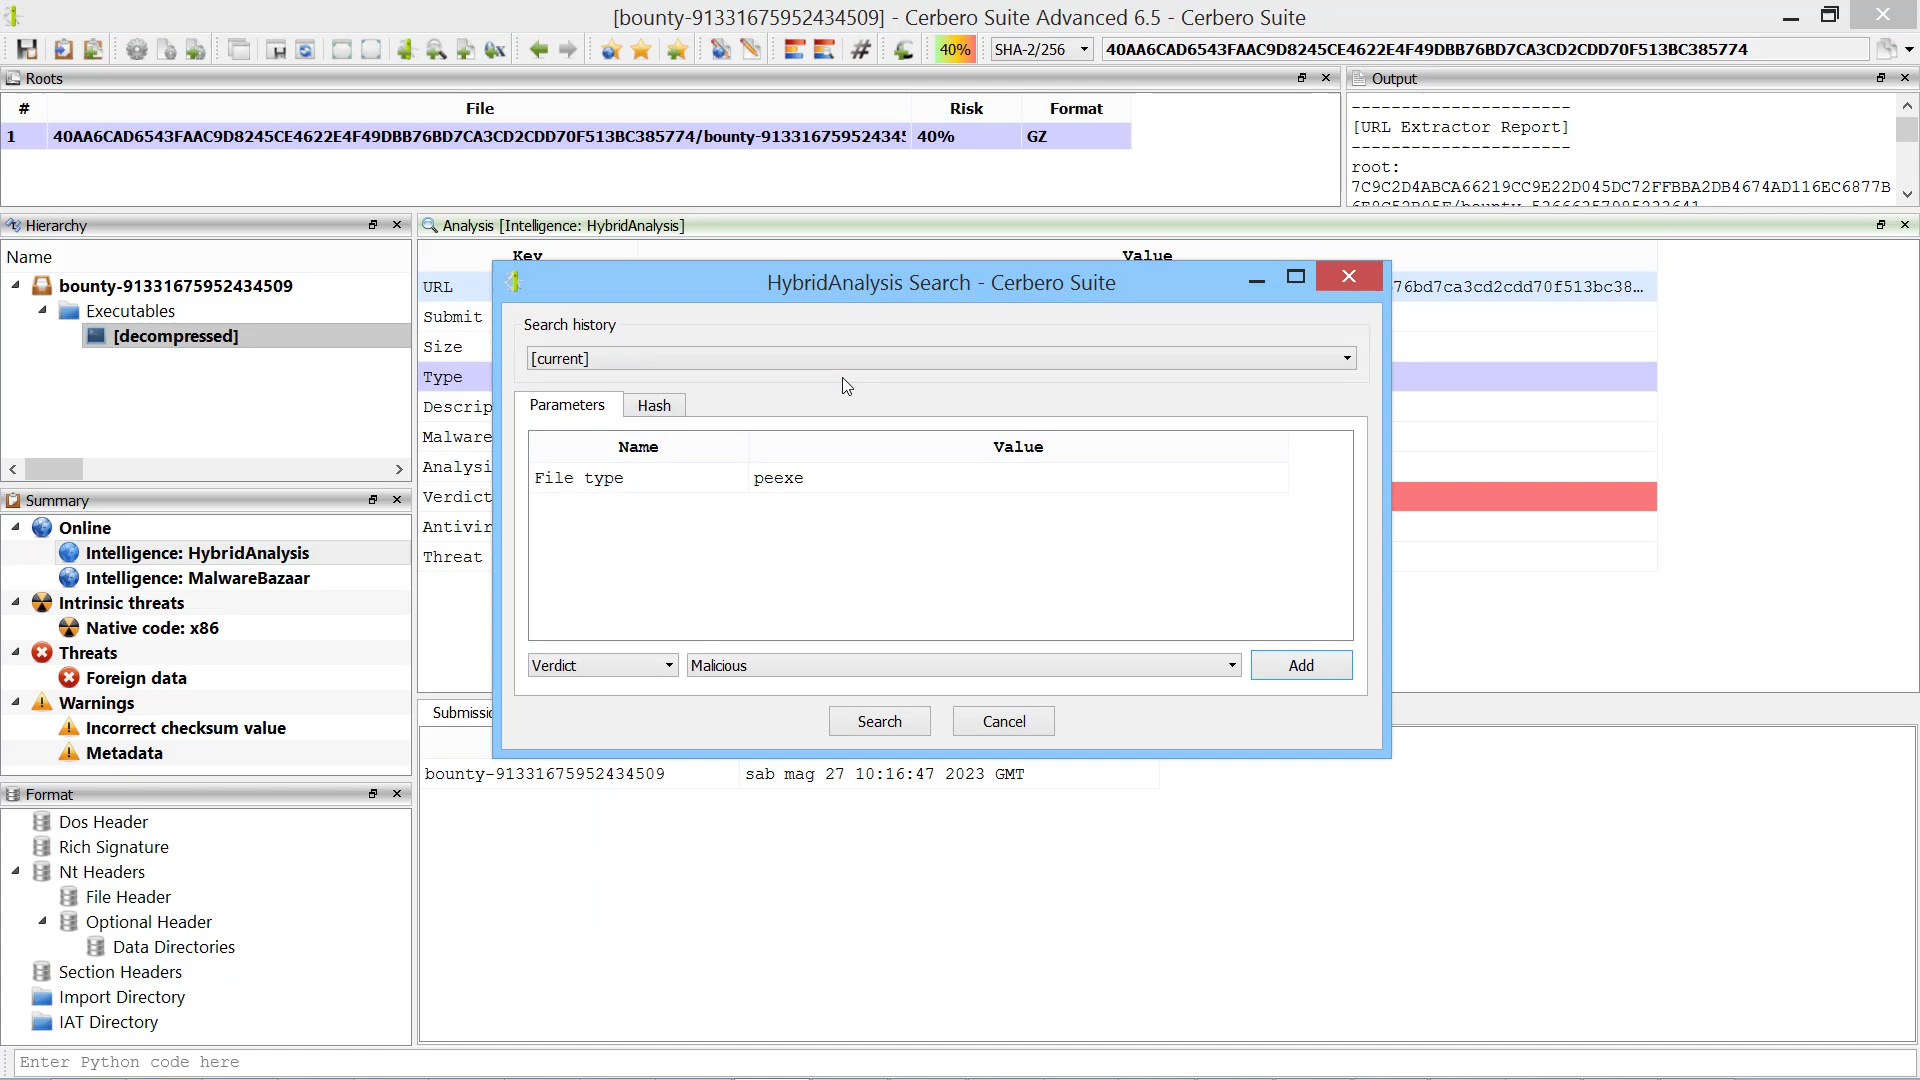 [bounty-91331675952434509] - Cerbero Suite Advanced 6.5 - Cerbero Suite
40%
SHA-2/256
40AA6CAD6543FAAC9D8245CE4622E4F49DBB76BD7CA3CD2CDD70F513BC385774
Roots
# File Risk Format
1 40AA6CAD6543FAAC9D8245CE4622E4F49DBB76BD7CA3CD2CDD70F513BC385774/bounty-913316759524345 40% GZ
Output
----------------------
[URL Extractor Report]
----------------------
root:
7C9C2D4ABCA66219CC9E22D045DC72FFBBA2DB4674AD116EC6877B
Hierarchy
Name
bounty-91331675952434509
Executables
[decompressed]
Summary
Online
Intelligence: HybridAnalysis
Intelligence: MalwareBazaar
Intrinsic threats
Native code: x86
Threats
Foreign data
Warnings
Incorrect checksum value
Metadata
Format
Dos Header
Rich Signature
Nt Headers
File Header
Optional Header
Data Directories
Section Headers
Import Directory
IAT Directory
Analysis [Intelligence: HybridAnalysis]
Key Value
URL 76bd7ca3cd2cdd70f513bc38...
Submit
Size
Type
Descrip
Malware
Analysi
Verdict
Antivir
Threat
HybridAnalysis Search - Cerbero Suite
Search history
[current]
Parameters
Hash
Name Value
File type peexe
Verdict
Malicious
Add
Search
Cancel
Submissio
bounty-91331675952434509 sab mag 27 10:16:47 2023 GMT
Enter Python code here